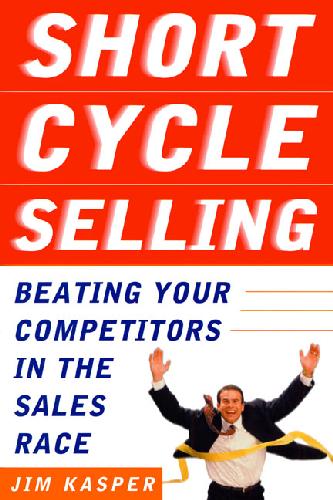 SHORT
CYCLE
SELLING
BEATING YOUR
COMPETITORS
IN THE
SALES
RACE
JIM KASPER